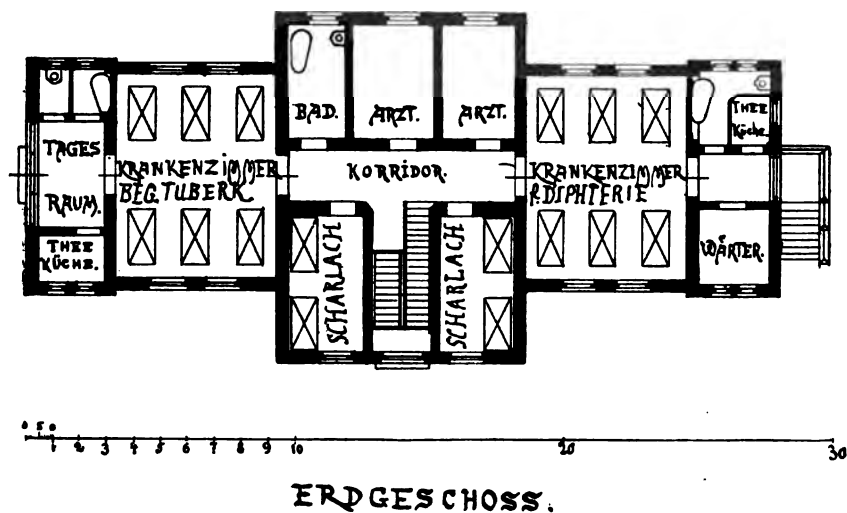 BAD.
ARZT.
ARZT.
THEE
Küche.
TAGES
RAUM.
KRANKENZIMMER
BEG. TUBERK
KORRIDOR.
KRANKENZIMMER
F. DIPHTERIE
THEE
KÜCHE.
SCHARLACH
SCHARLACH
WÄRTER.
0 5 0
1 2 3 4 5 6 7 8 9 10 20 30
ERDGESCHOSS.